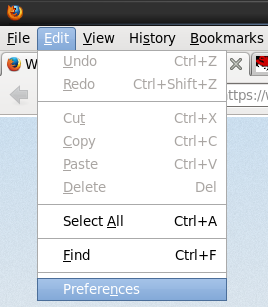 File Edit View History Bookmarks
W
Undo Ctrl+Z
Redo Ctrl+Shift+Z
https://w
Cut Ctrl+X
Copy Ctrl+C
Paste Ctrl+V
Delete Del
Select All Ctrl+A
Find Ctrl+F
Preferences